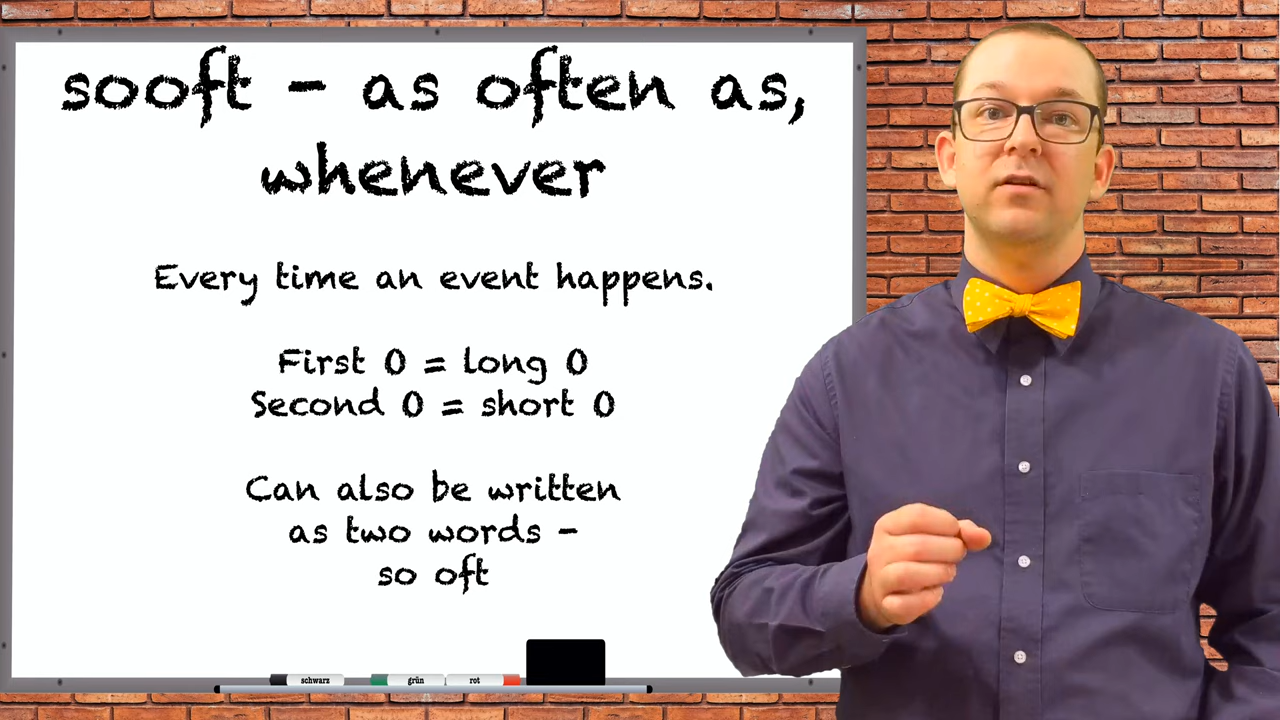 sooft - as often as,
whenever
Every time an event happens.
First O = long O
Second O = short O
Can also be written
as two words -
so oft
schwarz
grün
rot